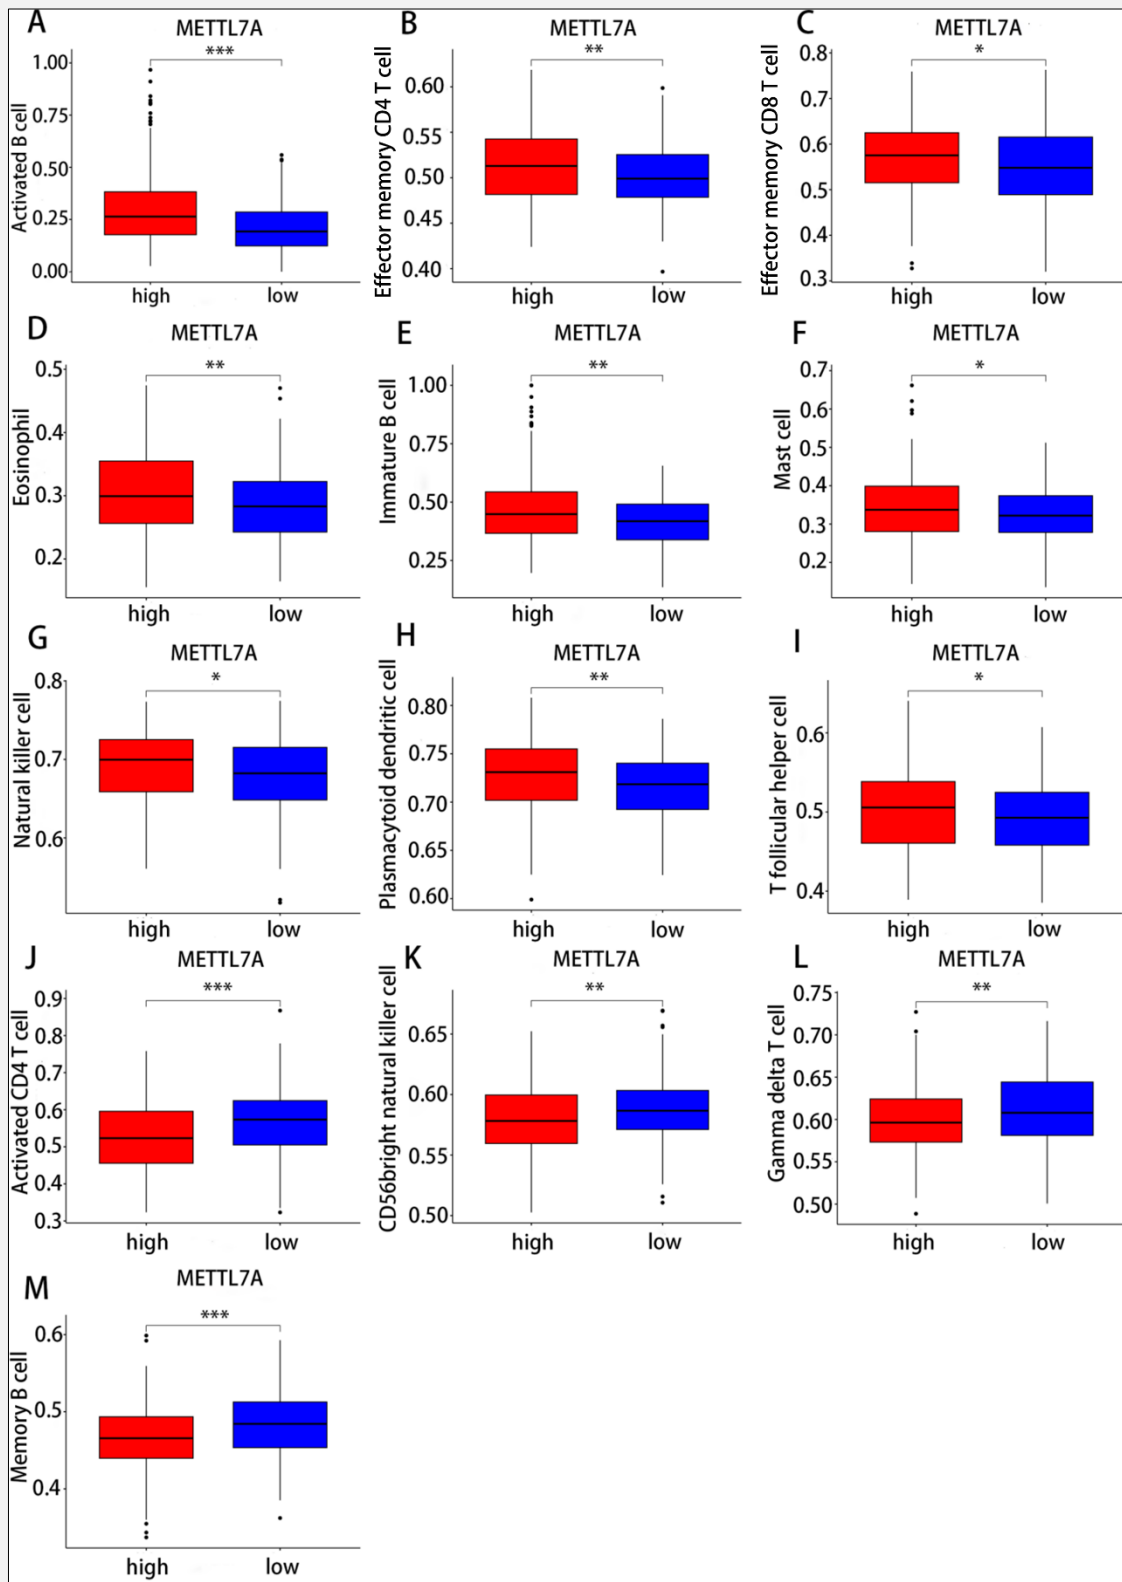 A
METTL7A
***
Activated B cell
1.00
0.75
0.50
0.25
0.00
high
low
B
METTL7A
**
Effector memory CD4 T cell
0.60
0.55
0.50
0.45
0.40
high
low
C
METTL7A
*
Effector memory CD8 T cell
0.8
0.7
0.6
0.5
0.4
0.3
high
low
D
METTL7A
**
Eosinophil
0.5
0.4
0.3
0.2
high
low
E
METTL7A
**
Immature B cell
1.00
0.75
0.50
0.25
high
low
F
METTL7A
*
Mast cell
0.7
0.6
0.5
0.4
0.3
0.2
high
low
G
METTL7A
*
Natural killer cell
0.8
0.7
0.6
high
low
H
METTL7A
**
Plasmacytoid dendritic cell
0.80
0.75
0.70
0.65
0.60
high
low
I
METTL7A
*
T follicular helper cell
0.6
0.5
0.4
high
low
J
METTL7A
***
Activated CD4 T cell
0.9
0.8
0.7
0.6
0.5
0.4
0.3
high
low
K
METTL7A
**
CD56bright natural killer cell
0.65
0.60
0.55
0.50
high
low
L
METTL7A
**
Gamma delta T cell
0.75
0.70
0.65
0.60
0.55
0.50
high
low
M
METTL7A
***
Memory B cell
0.6
0.5
0.4
high
low